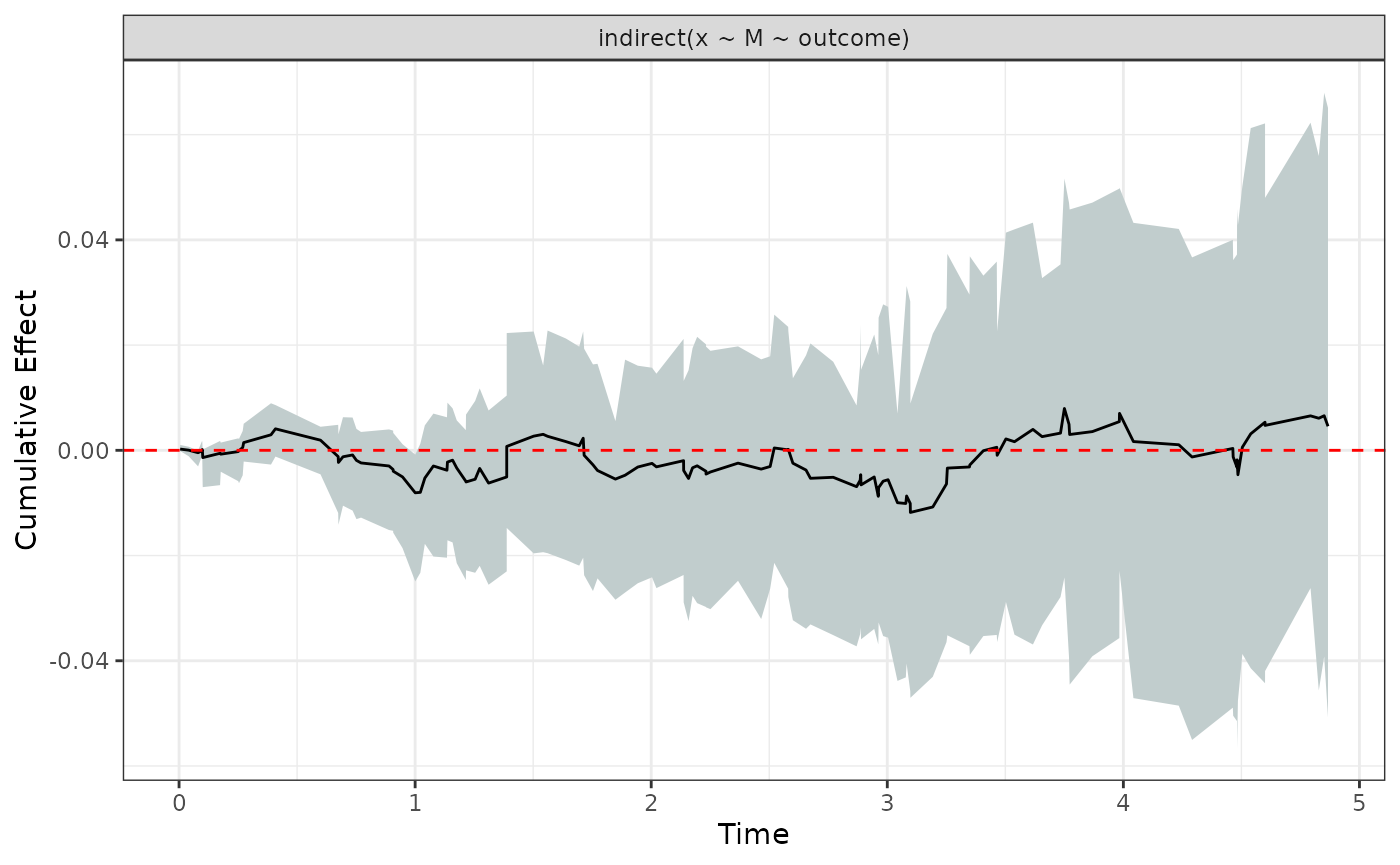 indirect(x ~ M ~ outcome)
Cumulative Effect
0.04
0.00
-0.04
0 1 2 3 4 5
Time